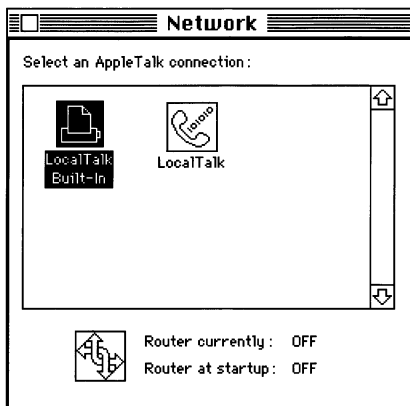 Network
Select an AppleTalk connection:
LocalTalk
Built-In
LocalTalk
Router currently: OFF
Router at startup: OFF